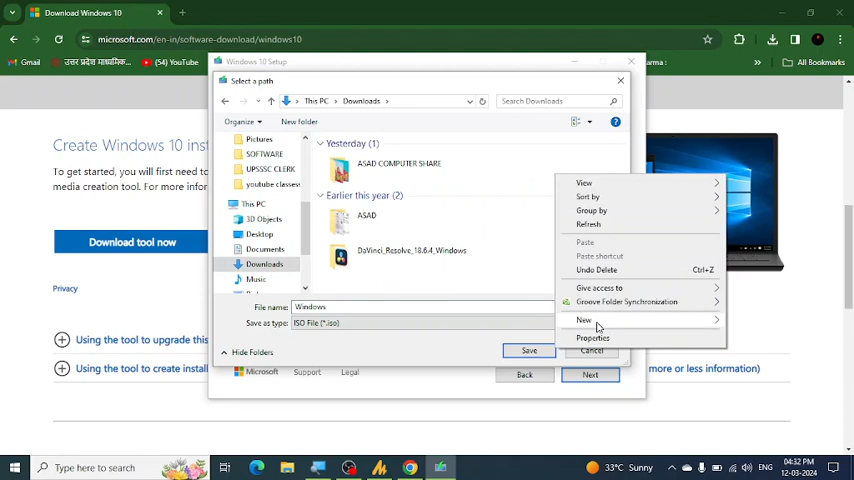 Download Windows 10
microsoft.com/en-in/software-download/windows10
Gmail
उत्तर प्रदेश माध्यमिक...
(54) YouTube
arma :
All Bookmarks
Windows 10 Setup
Select a path
This PC
Downloads
Search Downloads
Organize
New folder
Pictures
SOFTWARE
UPSSSC CLERK
youtube classes
This PC
3D Objects
Desktop
Documents
Downloads
Music
Yesterday (1)
ASAD COMPUTER SHARE
Earlier this year (2)
ASAD
DaVinci_Resolve_18.6.4_Windows
File name:
Windows
Save as type:
ISO File (*.iso)
Hide Folders
Save
Cancel
Microsoft
Support
Legal
Back
Next
View
Sort by
Group by
Refresh
Paste
Paste shortcut
Undo Delete
Ctrl+Z
Give access to
Groove Folder Synchronization
New
Properties
Create Windows 10 inst
To get started, you will first need to
media creation tool. For more infor
Download tool now
Privacy
Using the tool to upgrade this
Using the tool to create install
more or less information)
Type here to search
33°C Sunny
ENG
04:32 PM
12-03-2024